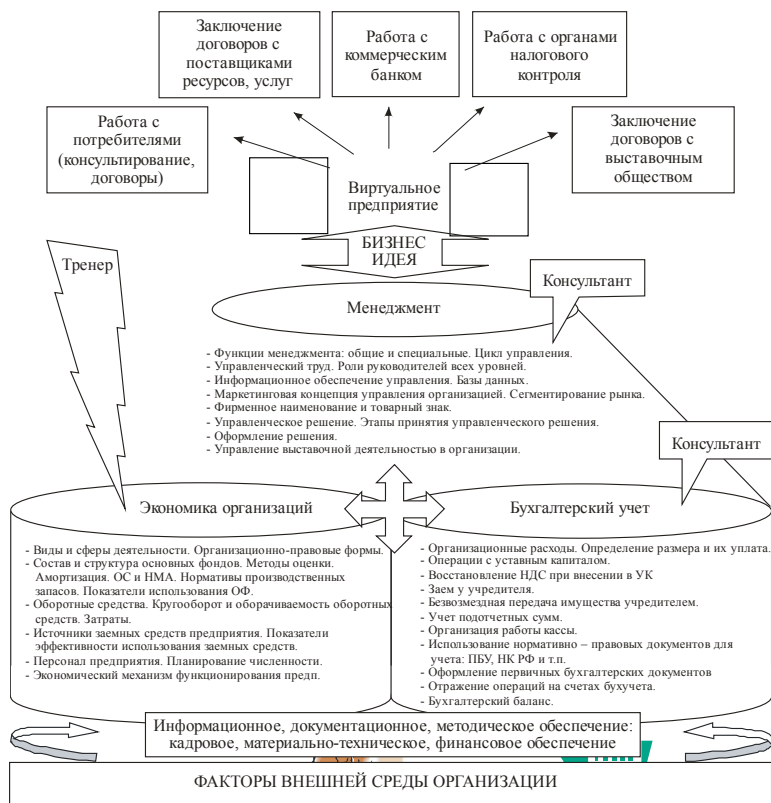 Заключение
договоров с
поставщиками
ресурсов, услуг
Работа с
коммерческим
банком
Работа с органами
налогового
контроля
Работа с
потребителями
(консультирование,
договоры)
Заключение
договоров с
выставочным
обществом
Виртуальное
предприятие
БИЗНЕС
ИДЕЯ
Тренер
Консультант
Менеджмент
- Функции менеджмента: общие и специальные. Цикл управления.
- Управленческий труд. Роли руководителей всех уровней.
- Информационное обеспечение управления. Базы данных.
- Маркетинговая концепция управления организацией. Сегментирование рынка.
- Фирменное наименование и товарный знак.
- Управленческое решение. Этапы принятия управленческого решения.
- Оформление решения.
- Управление выставочной деятельностью в организации.
Консультант
Экономика организаций
- Виды и сферы деятельности. Организационно-правовые формы.
- Состав и структура основных фондов. Методы оценки.
Амортизация. ОС и НМА. Нормативы производственных
запасов. Показатели использования ОФ.
- Оборотные средства. Кругооборот и оборачиваемость оборотных
средств. Затраты.
- Источники заемных средств предприятия. Показатели
эффективности использования заемных средств.
- Персонал предприятия. Планирование численности.
- Экономический механизм функционирования предп.
Бухгалтерский учет
- Организационные расходы. Определение размера и их уплата.
- Операции с уставным капиталом.
- Восстановление НДС при внесении в УК
- Заем у учредителя.
- Безвозмездная передача имущества учредителем.
- Учет подотчетных сумм.
- Организация работы кассы.
- Использование нормативно – правовых документов для
учета: ПБУ, НК РФ и т.п.
- Оформление первичных бухгалтерских документов
- Отражение операций на счетах бухучета.
- Бухгалтерский баланс.
Информационное, документационное, методическое обеспечение:
кадровое, материально-техническое, финансовое обеспечение
ФАКТОРЫ ВНЕШНЕЙ СРЕДЫ ОРГАНИЗАЦИИ